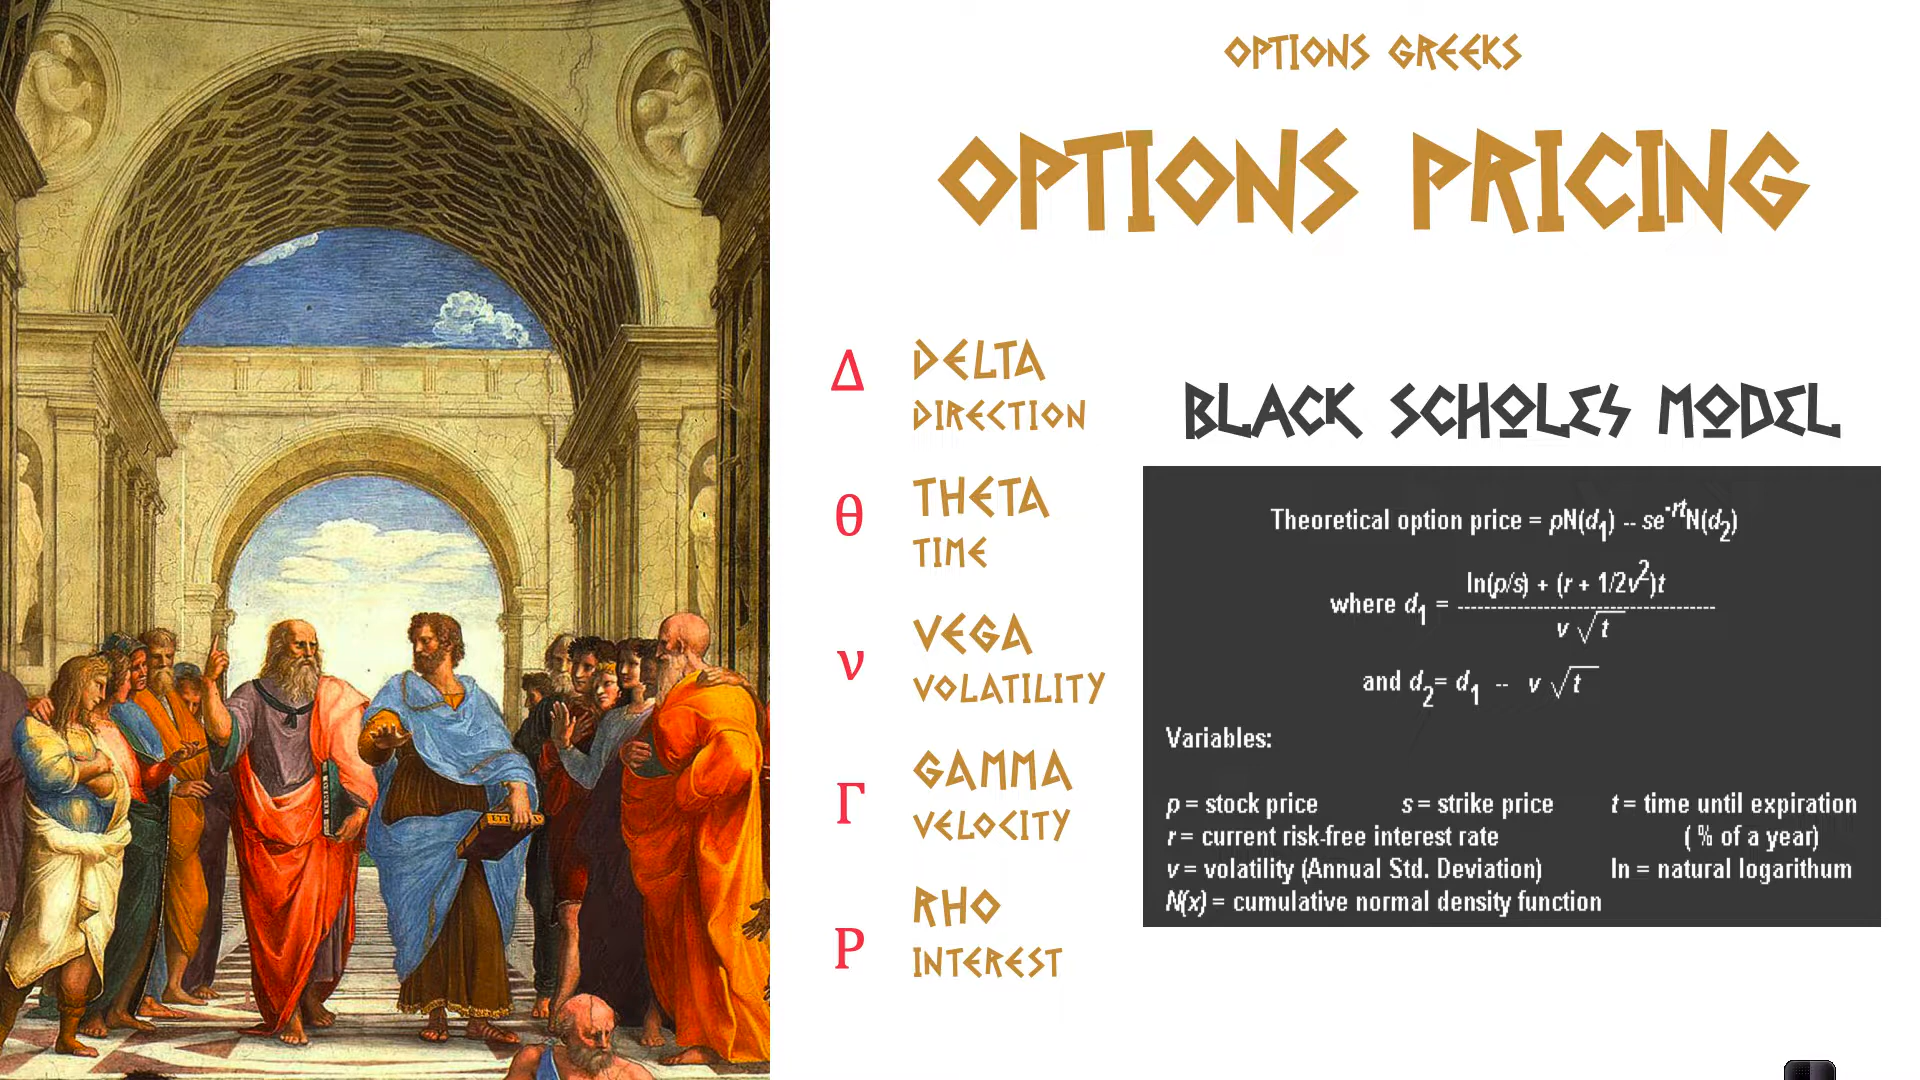 OPTIONS GREEKS
OPTIONS PRICING
Δ DELTA
DIRECTION
θ THETA
TIME
ν VEGA
VOLATILITY
Γ GAMMA
VELOCITY
Ρ RHO
INTEREST
BLACK SCHOLES MODEL
Theoretical option price = pN(d₁) -- se^-rt N(d₂)
where d₁ = ln(p/s) + (r + 1/2v²)t
---------------------------------------
v √t
and d₂= d₁ -- v √t
Variables:
p = stock price s = strike price t = time until expiration
r = current risk-free interest rate ( % of a year)
v = volatility (Annual Std. Deviation) ln = natural logarithum
N(x) = cumulative normal density function